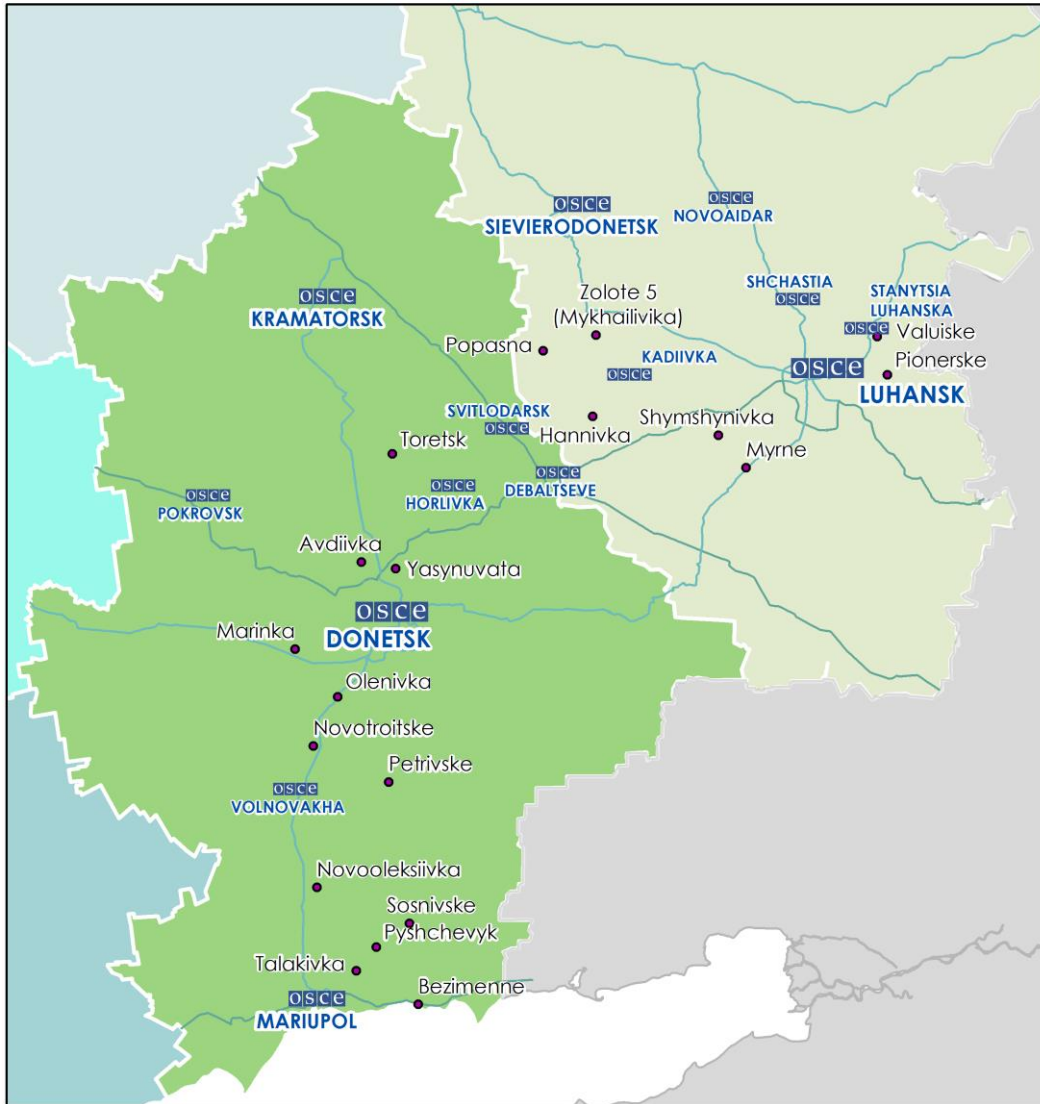 osce
SIEVIERODONETSK
osce
NOVOAIDAR
SHCHASTIA
osce
STANYTSIA
LUHANSKA
osce
Valuiske
osce
KRAMATORSK
Zolote 5
(Mykhailivika)
Popasna
KADIIVKA
osce
osce
LUHANSK
Pionerske
SVITLODARSK
osce
Hannivka
Shymshynivka
Myrne
Toretsk
osce
HORLIVKA
osce
DEBALTSEVE
osce
POKROVSK
Avdiivka
Yasynuvata
osce
DONETSK
Marinka
Olenivka
Novotroitske
Petrivske
osce
VOLNOVAKHA
Novooleksiivka
Sosnivske
Pyshchevyk
Talakivka
Bezimenne
osce
MARIUPOL